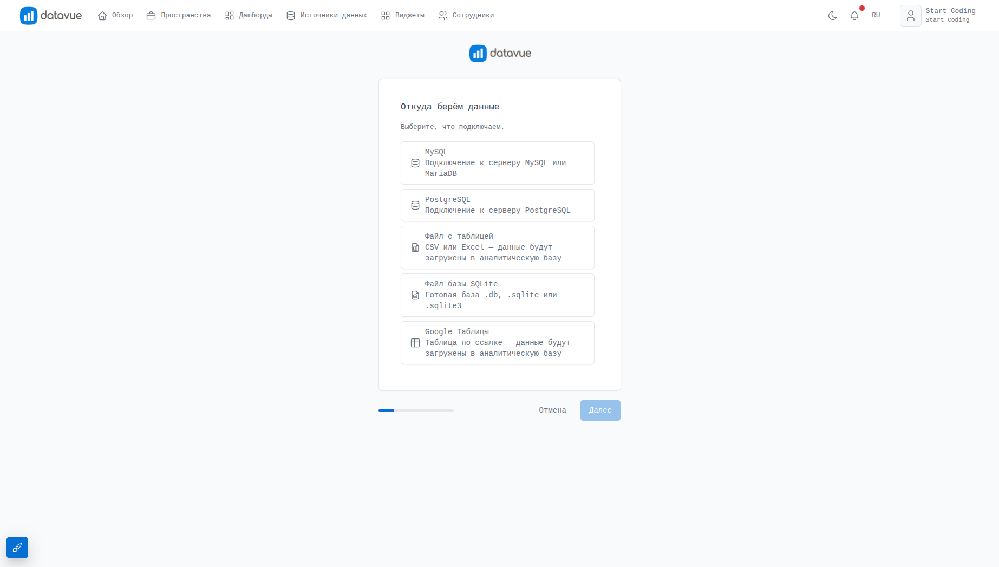 datavue
Обзор
Пространства
Дашборды
Источники данных
Виджеты
Сотрудники
RU
Start Coding
Start Coding
datavue
Откуда берём данные
Выберите, что подключаем.
MySQL
Подключение к серверу MySQL или
MariaDB
PostgreSQL
Подключение к серверу PostgreSQL
Файл с таблицей
CSV или Excel — данные будут
загружены в аналитическую базу
Файл базы SQLite
Готовая база .db, .sqlite или
.sqlite3
Google Таблицы
Таблица по ссылке — данные будут
загружены в аналитическую базу
Отмена
Далее